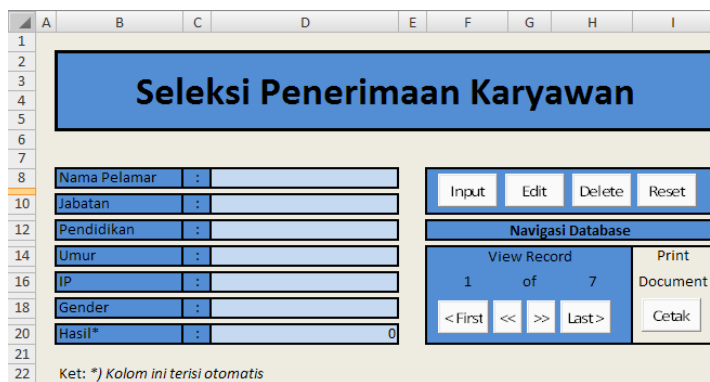 A B C D E F G H I
1
2
3 Seleksi Penerimaan Karyawan
4
5
6
7
8 Nama Pelamar : Input Edit Delete Reset
10 Jabatan :
12 Pendidikan : Navigasi Database
14 Umur : View Record Print
16 IP : 1 of 7 Document
18 Gender : <First << >> Last> Cetak
20 Hasil* : 0
21
22 Ket: *) Kolom ini terisi otomatis